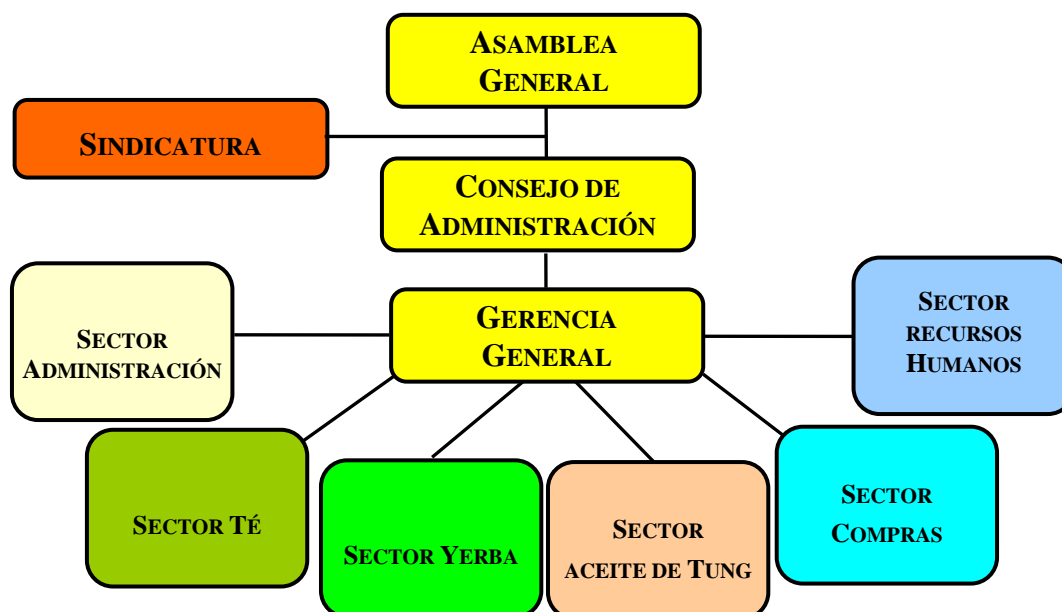 ASAMBLEA
GENERAL
SINDICATURA
CONSEJO DE
ADMINISTRACIÓN
GERENCIA
GENERAL
SECTOR
ADMINISTRACIÓN
SECTOR
RECURSOS
HUMANOS
SECTOR TÉ
SECTOR YERBA
SECTOR
ACEITE DE TUNG
SECTOR
COMPRAS